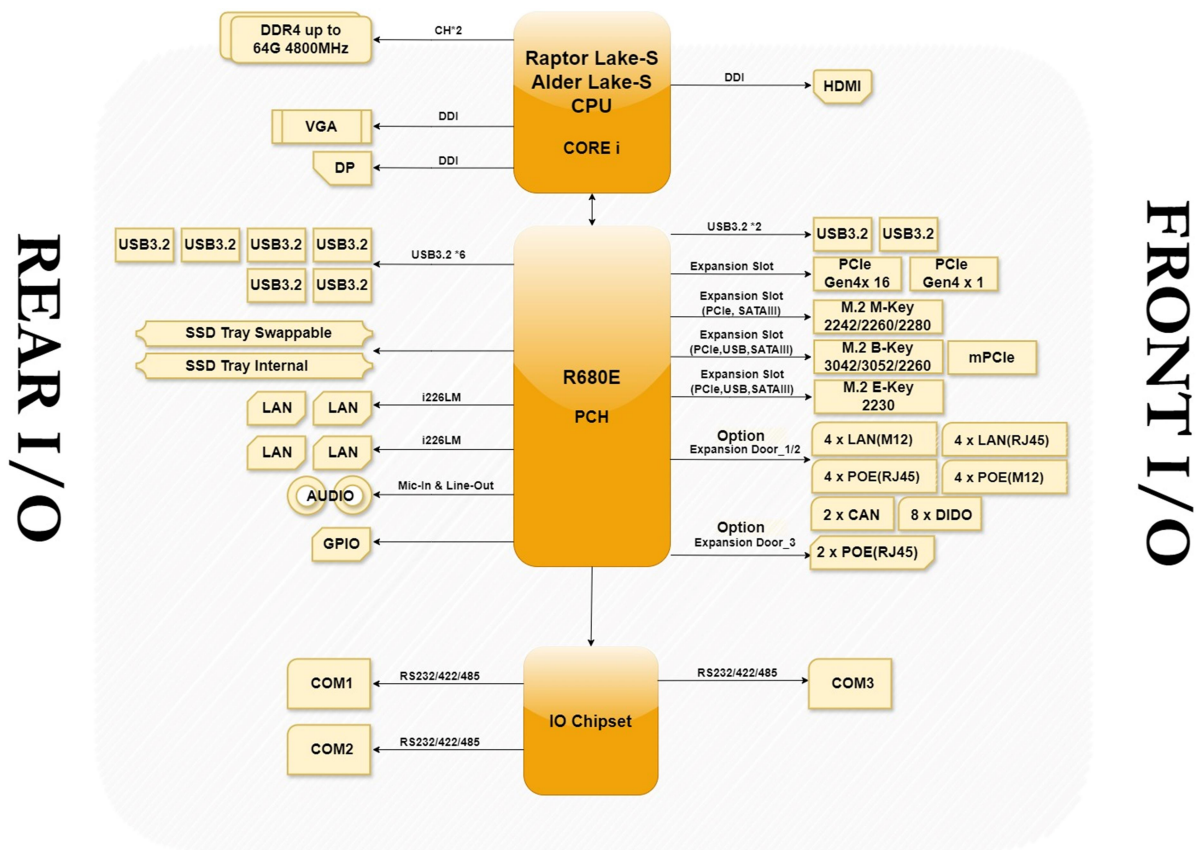 REAR I/O
FRONT I/O
DDR4 up to
64G 4800MHz
CH*2
Raptor Lake-S
Alder Lake-S
CPU
CORE i
DDI
HDMI
VGA
DDI
DP
DDI
USB3.2
USB3.2
USB3.2
USB3.2
USB3.2
USB3.2
USB3.2 *6
SSD Tray Swappable
SSD Tray Internal
LAN
LAN
i226LM
LAN
LAN
i226LM
AUDIO
Mic-In & Line-Out
GPIO
R680E
PCH
USB3.2 *2
USB3.2
USB3.2
Expansion Slot
PCIe
Gen4x 16
PCIe
Gen4 x 1
Expansion Slot
(PCIe, SATAIII)
M.2 M-Key
2242/2260/2280
Expansion Slot
(PCIe,USB,SATAIII)
M.2 B-Key
3042/3052/2260
mPCIe
Expansion Slot
(PCIe,USB,SATAIII)
M.2 E-Key
2230
Option
Expansion Door_1/2
4 x LAN(M12)
4 x LAN(RJ45)
4 x POE(RJ45)
4 x POE(M12)
2 x CAN
8 x DIDO
Option
Expansion Door_3
2 x POE(RJ45)
COM1
RS232/422/485
COM2
RS232/422/485
IO Chipset
RS232/422/485
COM3